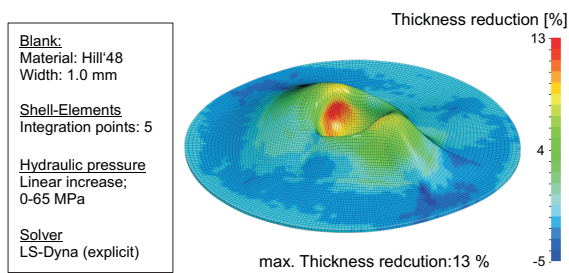 Blank:
Material: Hill'48
Width: 1.0 mm
Shell-Elements
Integration points: 5
Hydraulic pressure
Linear increase;
0-65 MPa
Solver
LS-Dyna (explicit)
Thickness reduction [%]
13
4
-5
max. Thickness redcution:13 %